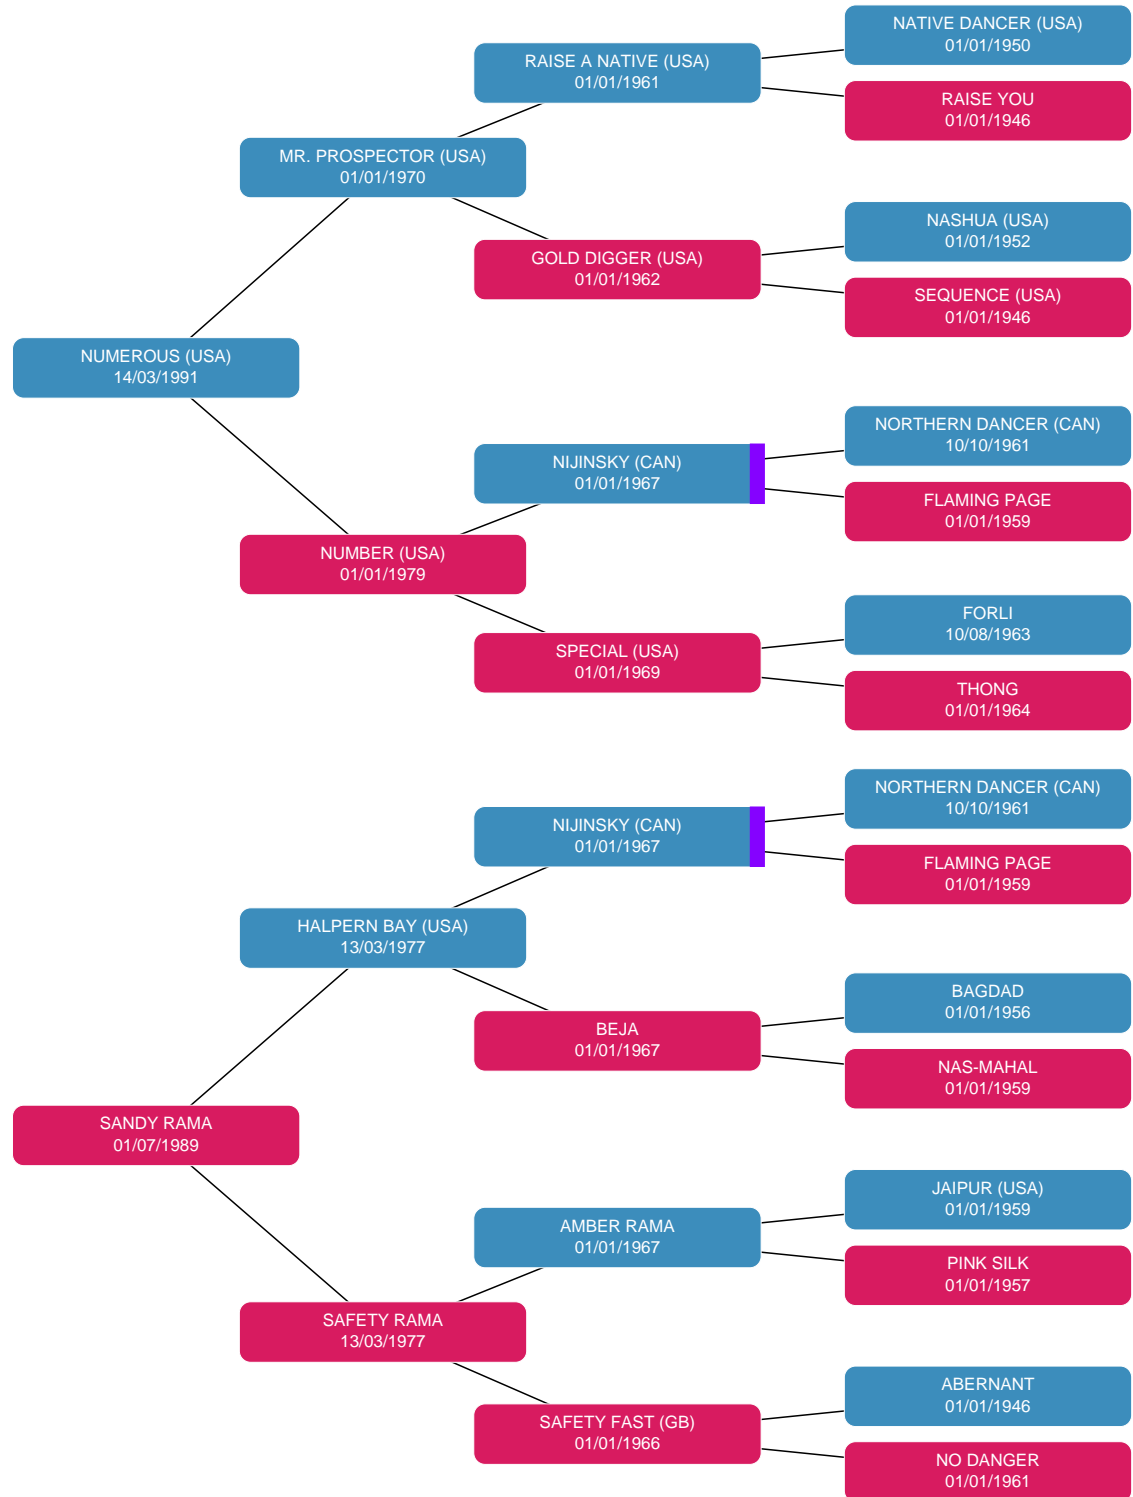 NATIVE DANCER (USA)
01/01/1950
RAISE A NATIVE (USA)
01/01/1961
RAISE YOU
01/01/1946
MR. PROSPECTOR (USA)
01/01/1970
NASHUA (USA)
01/01/1952
GOLD DIGGER (USA)
01/01/1962
SEQUENCE (USA)
01/01/1946
NUMEROUS (USA)
14/03/1991
NORTHERN DANCER (CAN)
10/10/1961
NIJINSKY (CAN)
01/01/1967
FLAMING PAGE
01/01/1959
NUMBER (USA)
01/01/1979
FORLI
10/08/1963
SPECIAL (USA)
01/01/1969
THONG
01/01/1964
NORTHERN DANCER (CAN)
10/10/1961
NIJINSKY (CAN)
01/01/1967
FLAMING PAGE
01/01/1959
HALPERN BAY (USA)
13/03/1977
BAGDAD
01/01/1956
BEJA
01/01/1967
NAS-MAHAL
01/01/1959
SANDY RAMA
01/07/1989
JAIPUR (USA)
01/01/1959
AMBER RAMA
01/01/1967
PINK SILK
01/01/1957
SAFETY RAMA
13/03/1977
ABERNANT
01/01/1946
SAFETY FAST (GB)
01/01/1966
NO DANGER
01/01/1961